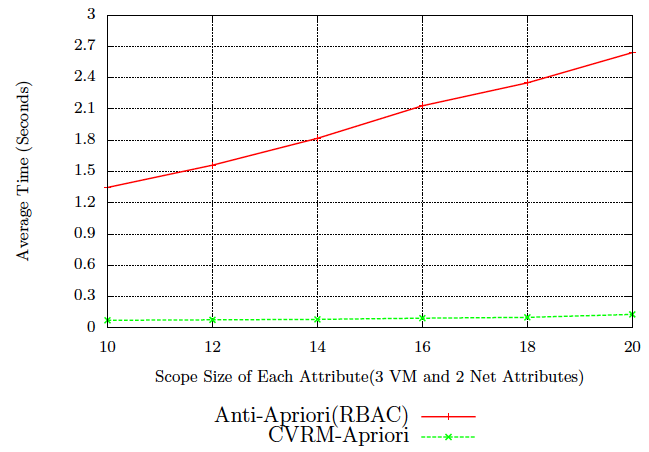 3
2.7
2.4
2.1
1.8
1.5
1.2
0.9
0.6
0.3
0
Average Time (Seconds)
10 12 14 16 18 20
Scope Size of Each Attribute(3 VM and 2 Net Attributes)
Anti-Apriori(RBAC)
CVRM-Apriori